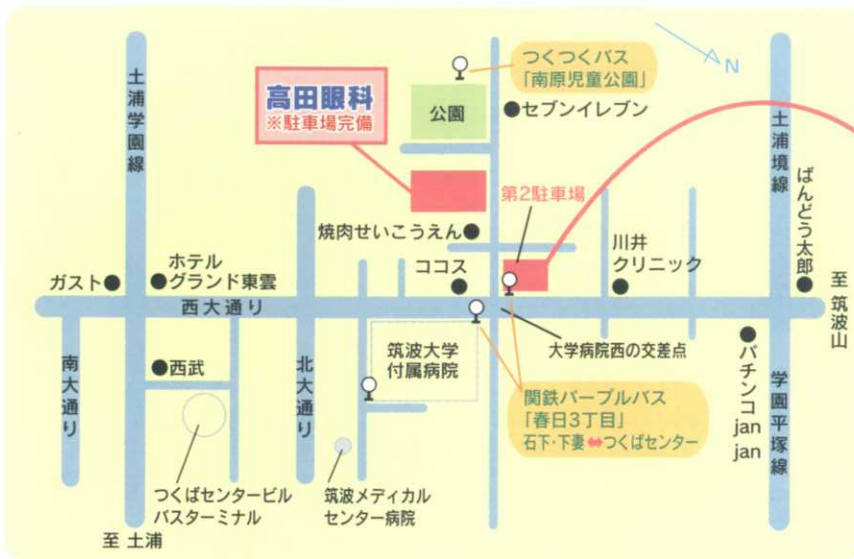 つくつくバス
「南原児童公園」
N
高田眼科
※駐車場完備
公園
セブンイレブン
土浦学園線
土浦境線
ばんどう太郎
第2駐車場
焼肉せいこうえん
川井
クリニック
ココス
ホテル
グランド東雲
ガスト
至 筑波山
西大通り
大学病院西の交差点
筑波大学
付属病院
西武
南大通り
北大通り
パチンコ
jan
jan
学園平塚線
関鉄パープルバス
「春日3丁目」
石下・下妻⬌つくばセンター
つくばセンタービル
バスターミナル
筑波メディカル
センター病院
至 土浦